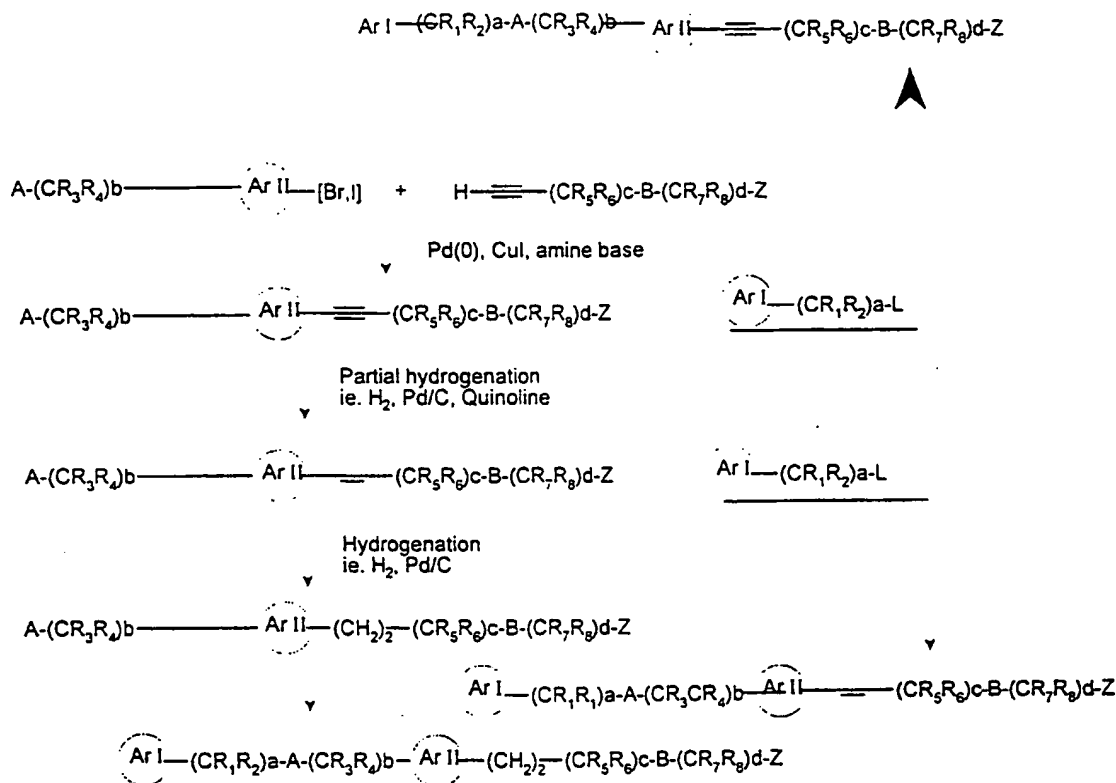 Ar I—(CR₁R₂)a-A-(CR₃R₄)b—Ar II—≡—(CR₅R₆)c-B-(CR₇R₈)d-Z
A-(CR₃R₄)b—Ar II—[Br,I] + H—≡—(CR₅R₆)c-B-(CR₇R₈)d-Z
Pd(0), CuI, amine base
A-(CR₃R₄)b—Ar II—≡—(CR₅R₆)c-B-(CR₇R₈)d-Z
Ar I—(CR₁R₂)a-L
Partial hydrogenation
ie. H₂, Pd/C, Quinoline
A-(CR₃R₄)b—Ar II—=—(CR₅R₆)c-B-(CR₇R₈)d-Z
Ar I—(CR₁R₂)a-L
Hydrogenation
ie. H₂, Pd/C
A-(CR₃R₄)b—Ar II—(CH₂)₂—(CR₅R₆)c-B-(CR₇R₈)d-Z
Ar I—(CR₁R₁)a-A-(CR₃CR₄)b—Ar II—=—(CR₅R₆)c-B-(CR₇R₈)d-Z
Ar I—(CR₁R₂)a-A-(CR₃R₄)b—Ar II—(CH₂)₂—(CR₅R₆)c-B-(CR₇R₈)d-Z